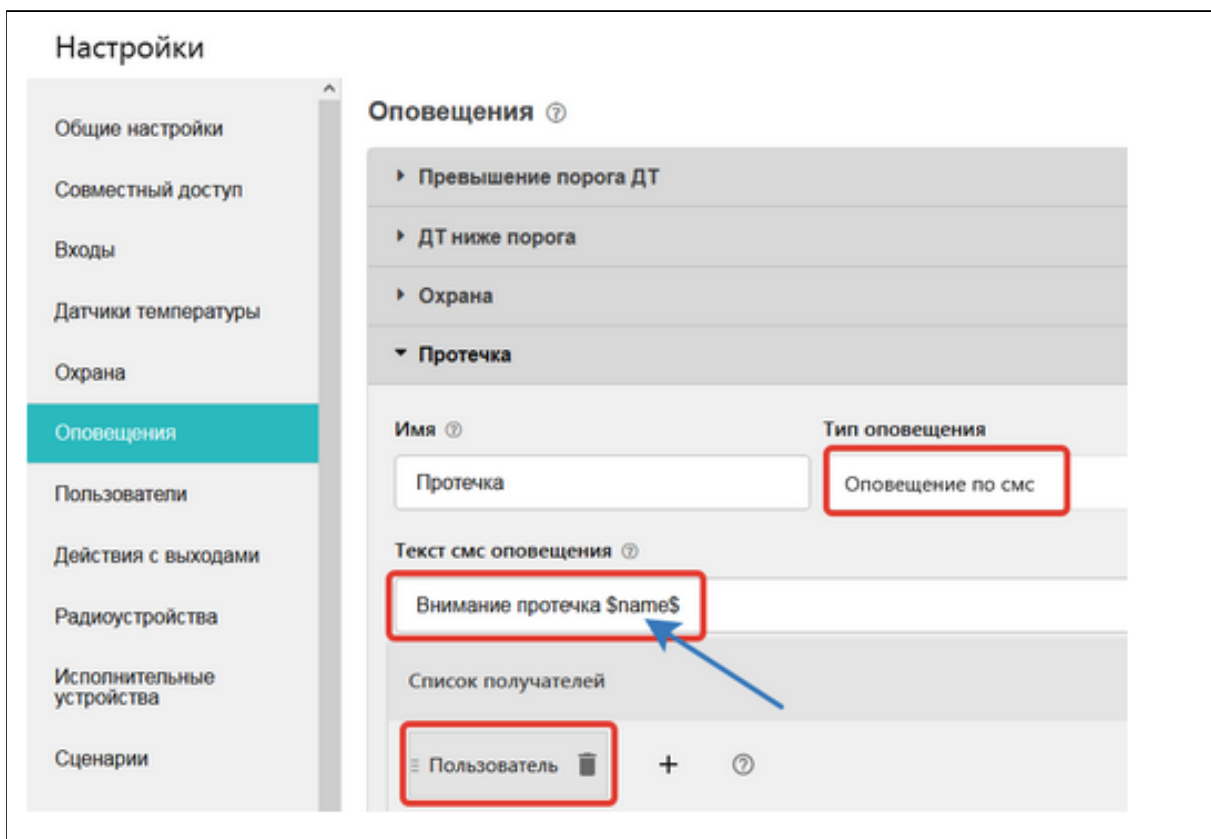 Настройки
Общие настройки
Совместный доступ
Входы
Датчики температуры
Охрана
Оповещения
Пользователи
Действия с выходами
Радиоустройства
Исполнительные
устройства
Сценарии
Оповещения
Превышение порога ДТ
ДТ ниже порога
Охрана
Протечка
Имя
Тип оповещения
Протечка
Оповещение по смс
Текст смс оповещения
Внимание протечка $name$
Список получателей
Пользователь